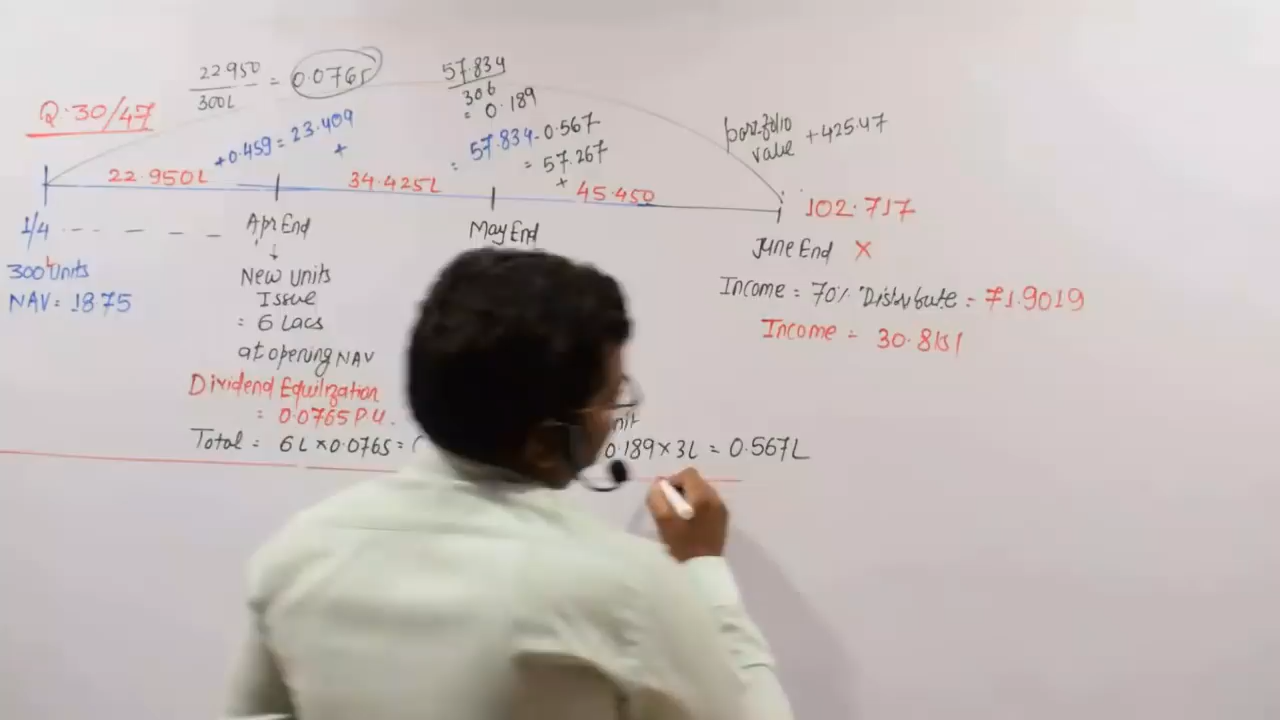 22950
300L
= 0.0765
Q.30/47
57.834
306
= 0.189
+0.459 = 23.409
+
= 57.834 - 0.567
= 57.267
+
portfolio value +425.47
22.950L
34.425L
45.450
102.717
1/4
Apr End
May End
June End X
300L Units
NAV = 18.75
↓
New Units
Issue
= 6 Lacs
at opening NAV
Dividend Equilization
= 0.0765 P.U.
Total = 6L × 0.0765 =
0.189 × 3L = 0.567L
Income = 70% Distribute = 71.9019
Income = 30.8151